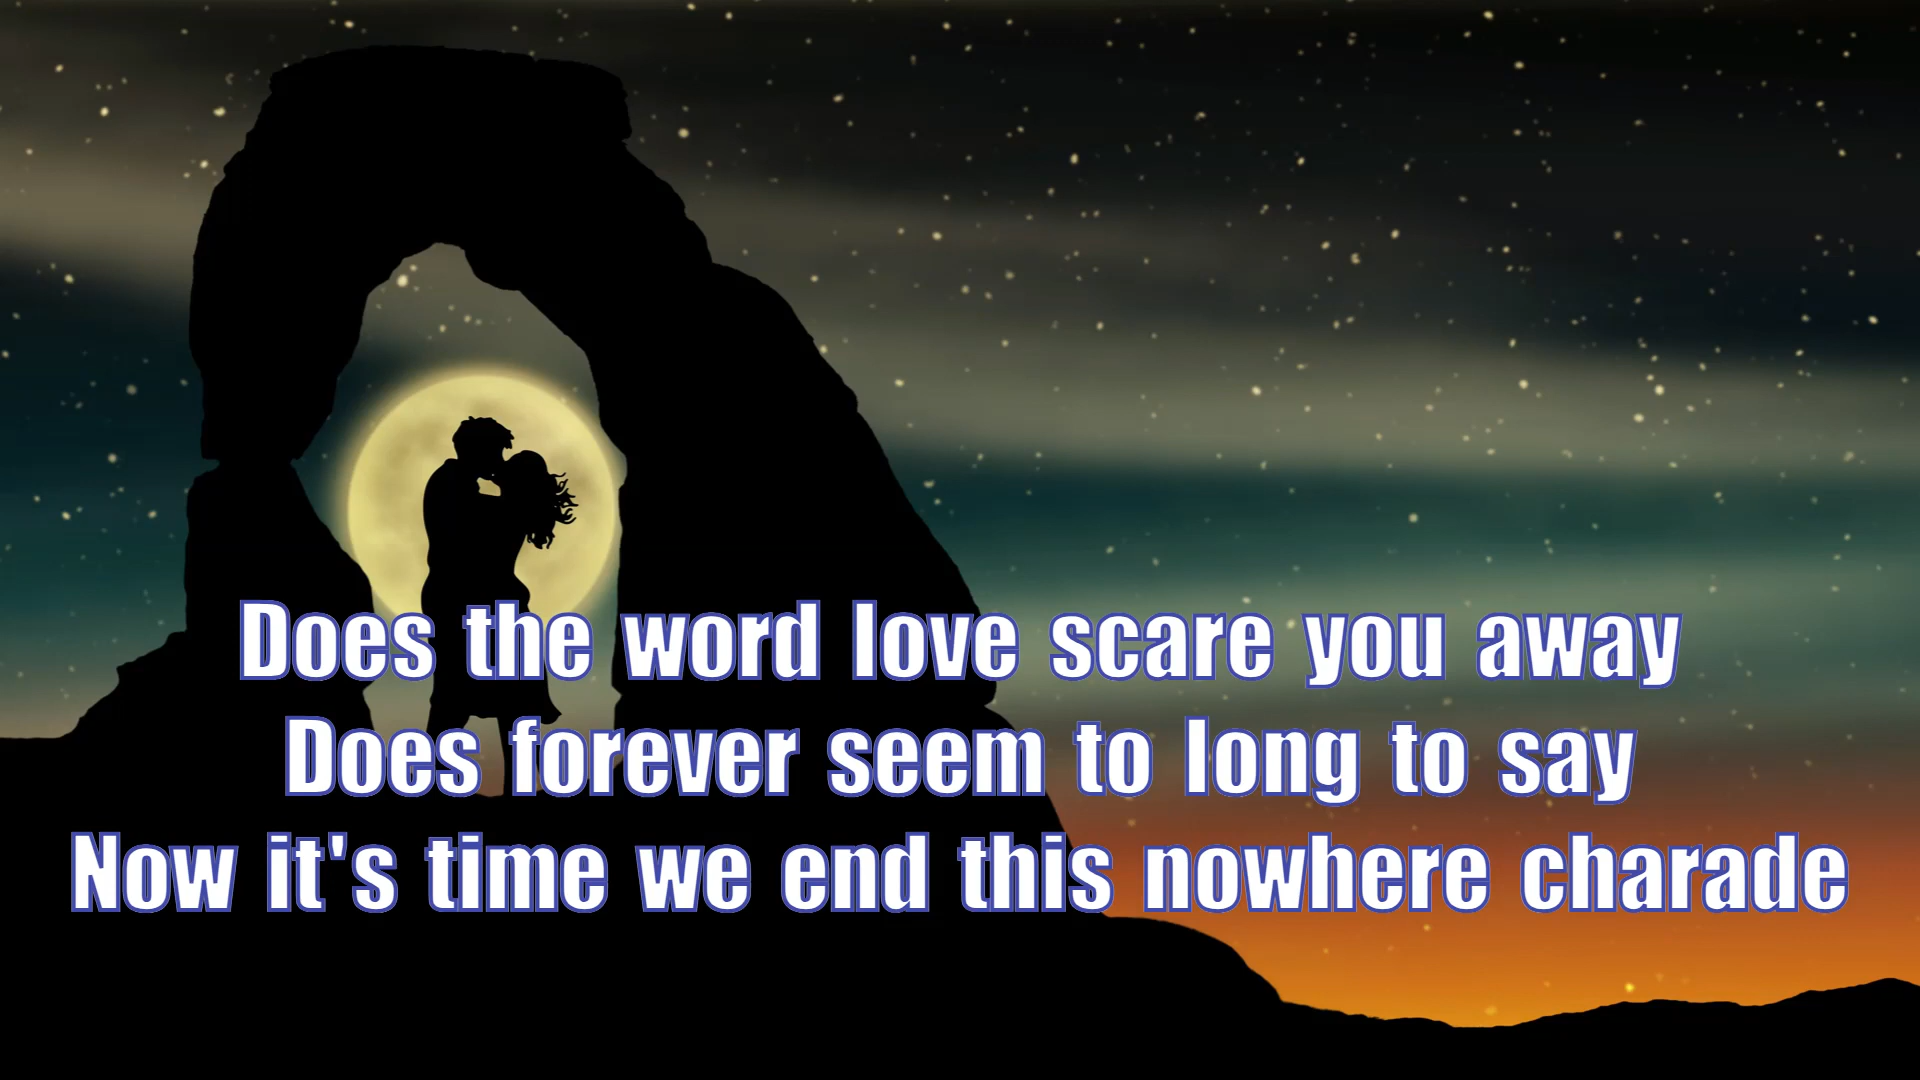 Does the word love scare you away
Does forever seem to long to say
Now it's time we end this nowhere charade